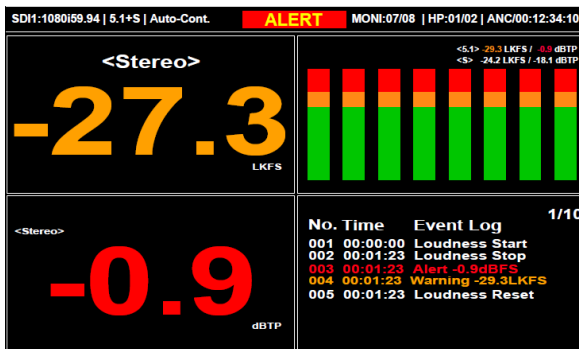 SDI1:1080i59.94 | 5.1+S | Auto-Cont. ALERT MONI:07/08 | HP:01/02 | ANC/00:12:34:10
<Stereo>
-27.3
LKFS
<5.1> -29.3 LKFS / -0.9 dBTP
<S> -24.2 LKFS / -18.1 dBTP
<Stereo>
-0.9
dBTP
1/10
No. Time Event Log
001 00:00:00 Loudness Start
002 00:01:23 Loudness Stop
003 00:01:23 Alert -0.9dBFS
004 00:01:23 Warning -29.3LKFS
005 00:01:23 Loudness Reset